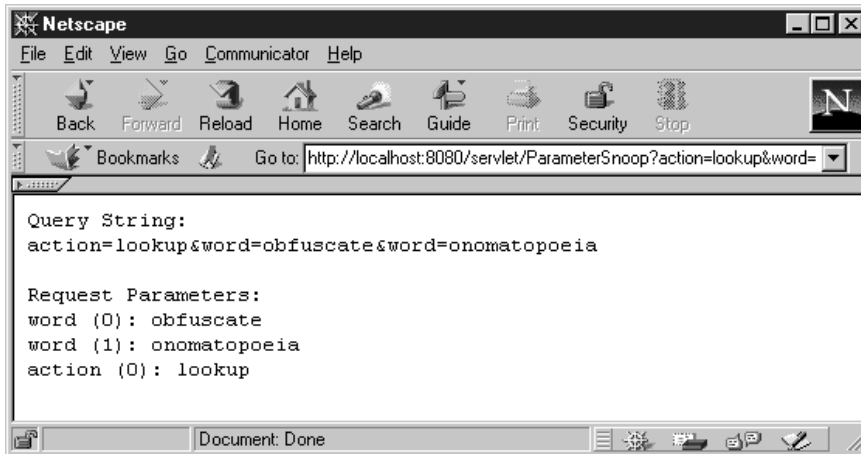 Netscape
File Edit View Go Communicator Help
Back Forward Reload Home Search Guide Print Security Stop
N
Bookmarks Go to: http://localhost:8080/servlet/ParameterSnoop?action=lookup&word=
Query String:
action=lookup&word=obfuscate&word=onomatopoeia
Request Parameters:
word (0): obfuscate
word (1): onomatopoeia
action (0): lookup
Document: Done